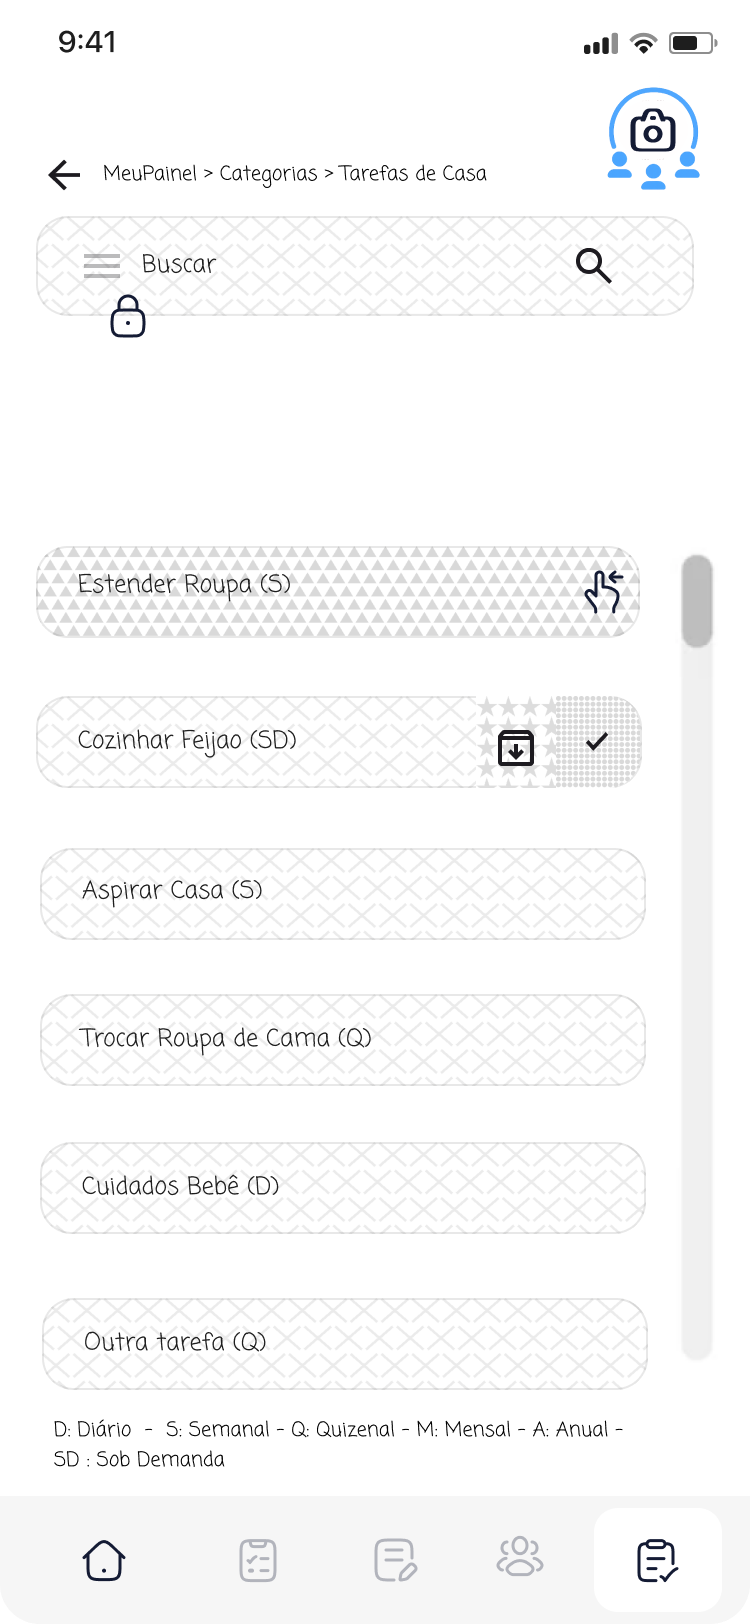 9:41
MeuPainel > Categorias > Tarefas de Casa
Buscar
Estender Roupa (S)
Cozinhar Feijao (SD)
Aspirar Casa (S)
Trocar Roupa de Cama (Q)
Cuidados Bebê (D)
Outra tarefa (Q)
D: Diário - S: Semanal - Q: Quizenal - M: Mensal - A: Anual -
SD : Sob Demanda